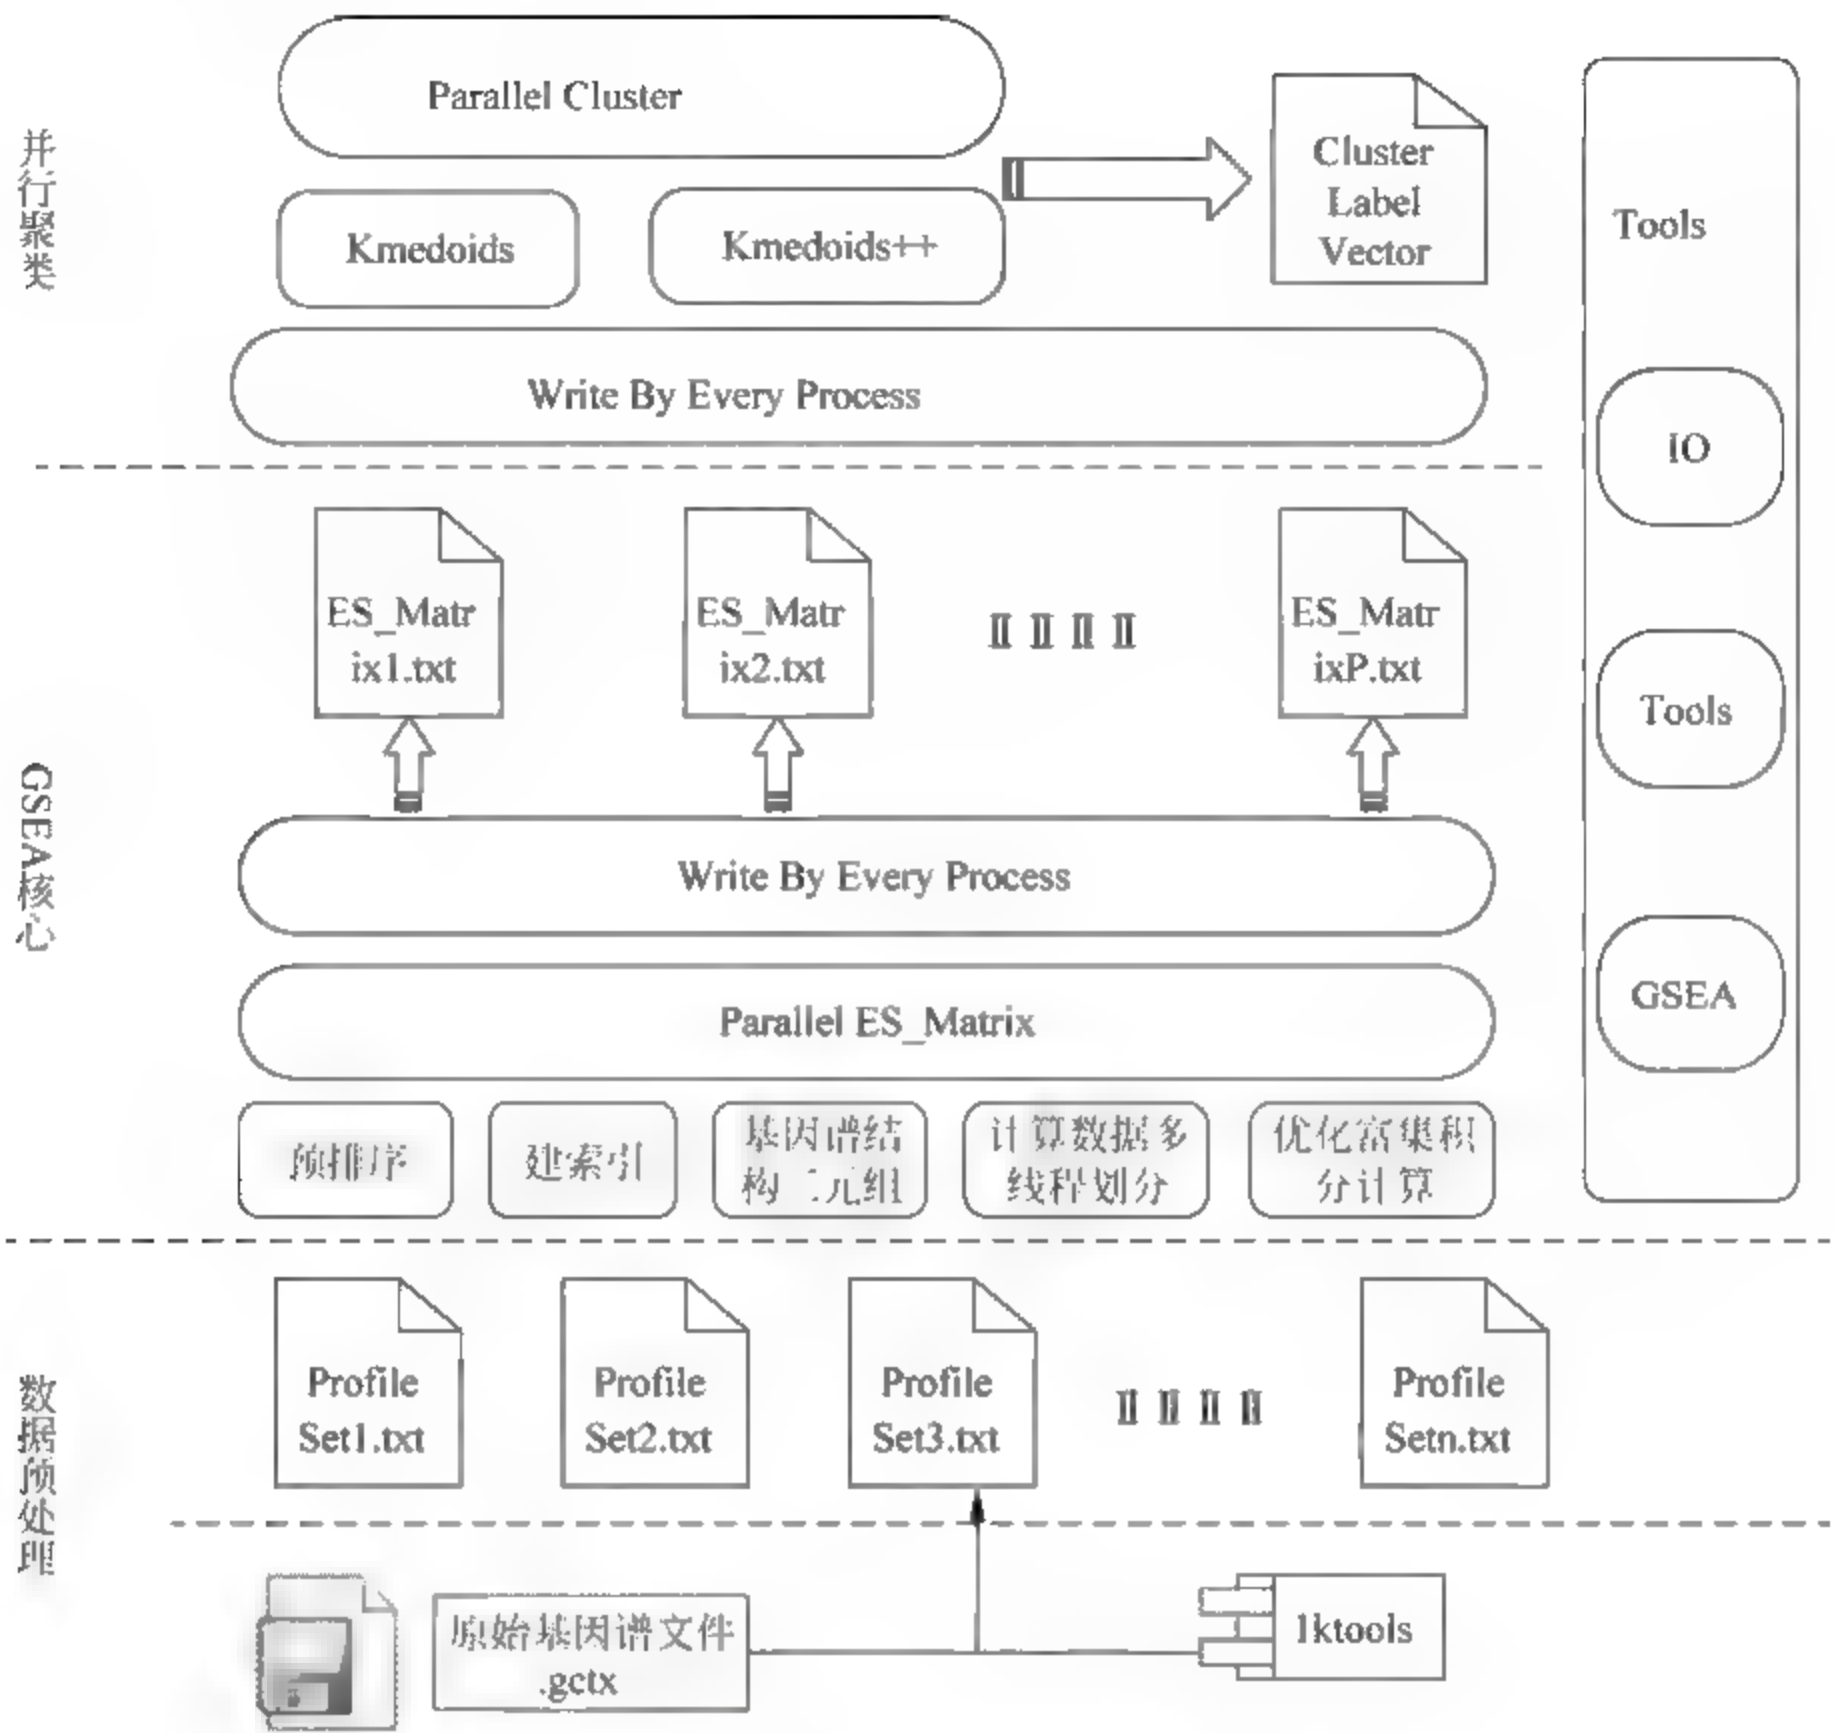 并行聚类
Parallel Cluster
Kmedoids
Kmedoids++
Cluster
Label
Vector
Write By Every Process
GSEA核心
ES_Matr
ix1.txt
ES_Matr
ix2.txt
ES_Matr
ixP.txt
Write By Every Process
Parallel ES_Matrix
预排序
建索引
基因谱结
构二元组
计算数据多
线程划分
优化富集积
分计算
Tools
IO
Tools
GSEA
数据预处理
Profile
Set1.txt
Profile
Set2.txt
Profile
Set3.txt
Profile
Setn.txt
原始基因谱文件
.gctx
1ktools